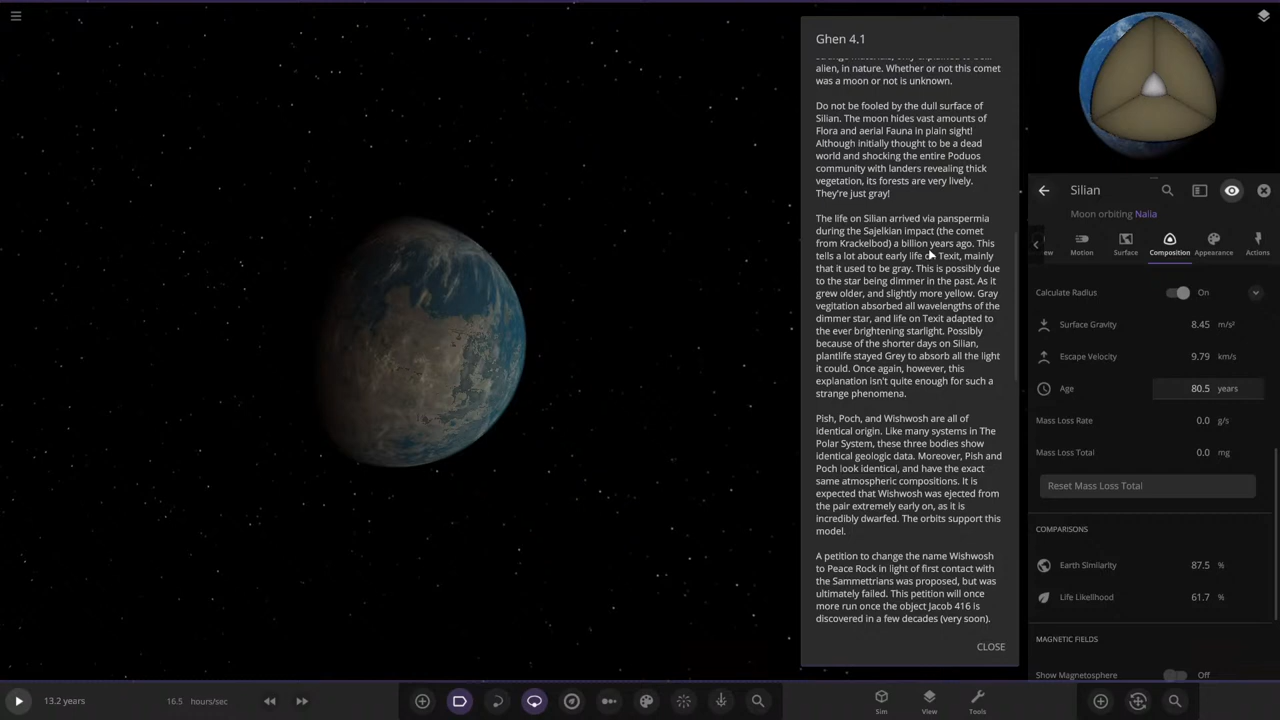 Ghen 4.1
alien, in nature. Whether or not this comet
was a moon or not is unknown.
Do not be fooled by the dull surface of
Silian. The moon hides vast amounts of
Flora and aerial Fauna in plain sight!
Although initially thought to be a dead
world and shocking the entire Poduos
community with landers revealing thick
vegetation, its forests are very lively.
They're just gray!
The life on Silian arrived via panspermia
during the Sajelkian impact (the comet
from Krackelbod) a billion years ago. This
tells a lot about early life on Texit, mainly
that it used to be gray. This is possibly due
to the star being dimmer in the past. As it
grew older, and slightly more yellow. Gray
vegitation absorbed all wavelengths of the
dimmer star, and life on Texit adapted to
the ever brightening starlight. Possibly
because of the shorter days on Silian,
plantlife stayed Grey to absorb all the light
it could. Once again, however, this
explanation isn't quite enough for such a
strange phenomena.
Pish, Poch, and Wishwosh are all of
identical origin. Like many systems in The
Polar System, these three bodies show
identical geologic data. Moreover, Pish and
Poch look identical, and have the exact
same atmospheric compositions. It is
expected that Wishwosh was ejected from
the pair extremely early on, as it is
incredibly dwarfed. The orbits support this
model.
A petition to change the name Wishwosh
to Peace Rock in light of first contact with
the Sammettrians was proposed, but was
ultimately failed. This petition will once
more run once the object Jacob 416 is
discovered in a few decades (very soon).
CLOSE
Silian
Moon orbiting Nalia
Motion
Surface
Composition
Appearance
Actions
Calculate Radius On
Surface Gravity 8.45 m/s²
Escape Velocity 9.79 km/s
Age 80.5 years
Mass Loss Rate 0.0 g/s
Mass Loss Total 0.0 mg
Reset Mass Loss Total
COMPARISONS
Earth Similarity 87.5 %
Life Likelihood 61.7 %
MAGNETIC FIELDS
Show Magnetosphere Off
13.2 years
16.5 hours/sec
Sim
View
Tools